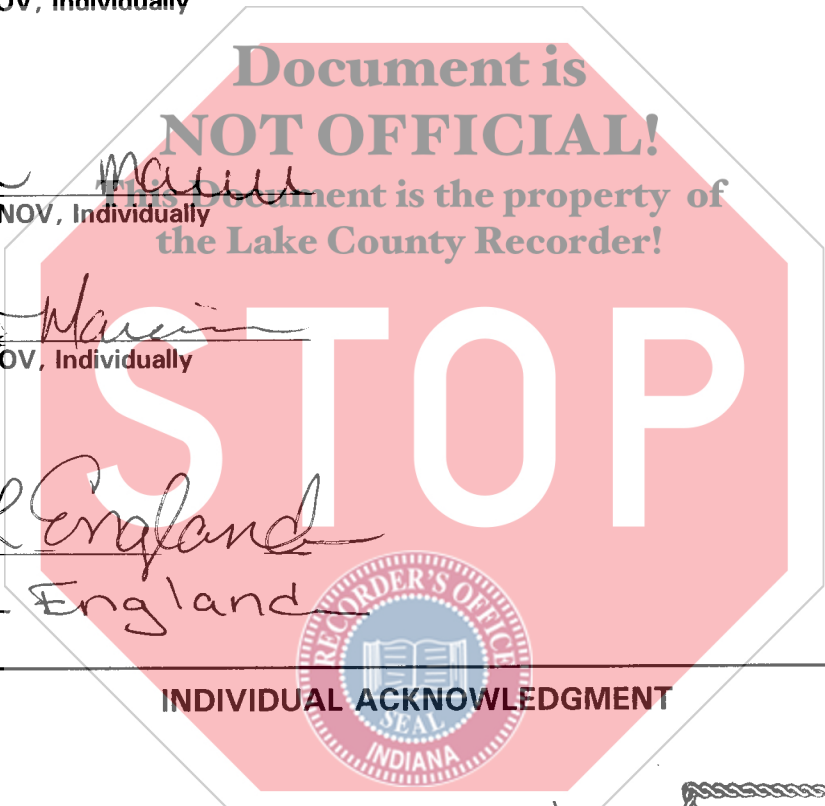 OV, Individually
Document is
NOT OFFICIAL!
This Document is the property of
the Lake County Recorder!
NOV, Individually
OV, Individually
STOP
England
England
RECORDER'S OFFICE
SEAL
INDIANA
INDIVIDUAL ACKNOWLEDGMENT